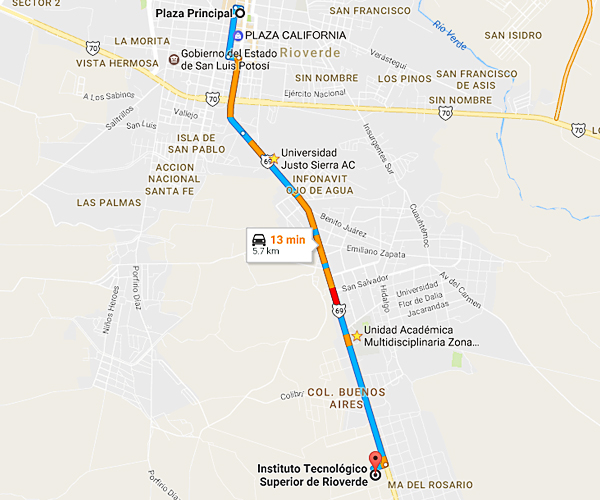 SECTOR 2
Plaza Principal
SAN FRANCISCO
Rio Verde
SAN ISIDRO
PLAZA CALIFORNIA
LA MORITA
70
Gobierno del Estado
de San Luis Potosí
Rioverde
VISTA HERMOSA
Verástegui
SIN NOMBRE
LOS PINOS
SAN FRANCISCO
DE ASIS
A Los Sabinos
70
Ejército Nacional
SIN NOMBRE
70
Saltrillos
Vallejo
San Luis
LO
ISLA DE
SAN PABLO
Insurgentes Sur
69
Universidad
Justo Sierra AC
ACCION
NACIONAL
SANTA FE
INFONAVIT
OJO DE AGUA
LAS PALMAS
Benito Juárez
Cuauhtémoc
13 min
5.7 km
Emiliano Zapata
Porfirio Díaz
Niños Heroes
San Salvador
Hidalgo
Universidad
Flor de Dalia
Jacarandas
Av del Carmen
69
Unidad Académica
Multidisciplinaria Zona...
Colibrí
COL. BUENOS
AIRES
Porfirio Díaz
Instituto Tecnológico
Superior de Rioverde
MA DEL ROSARIO